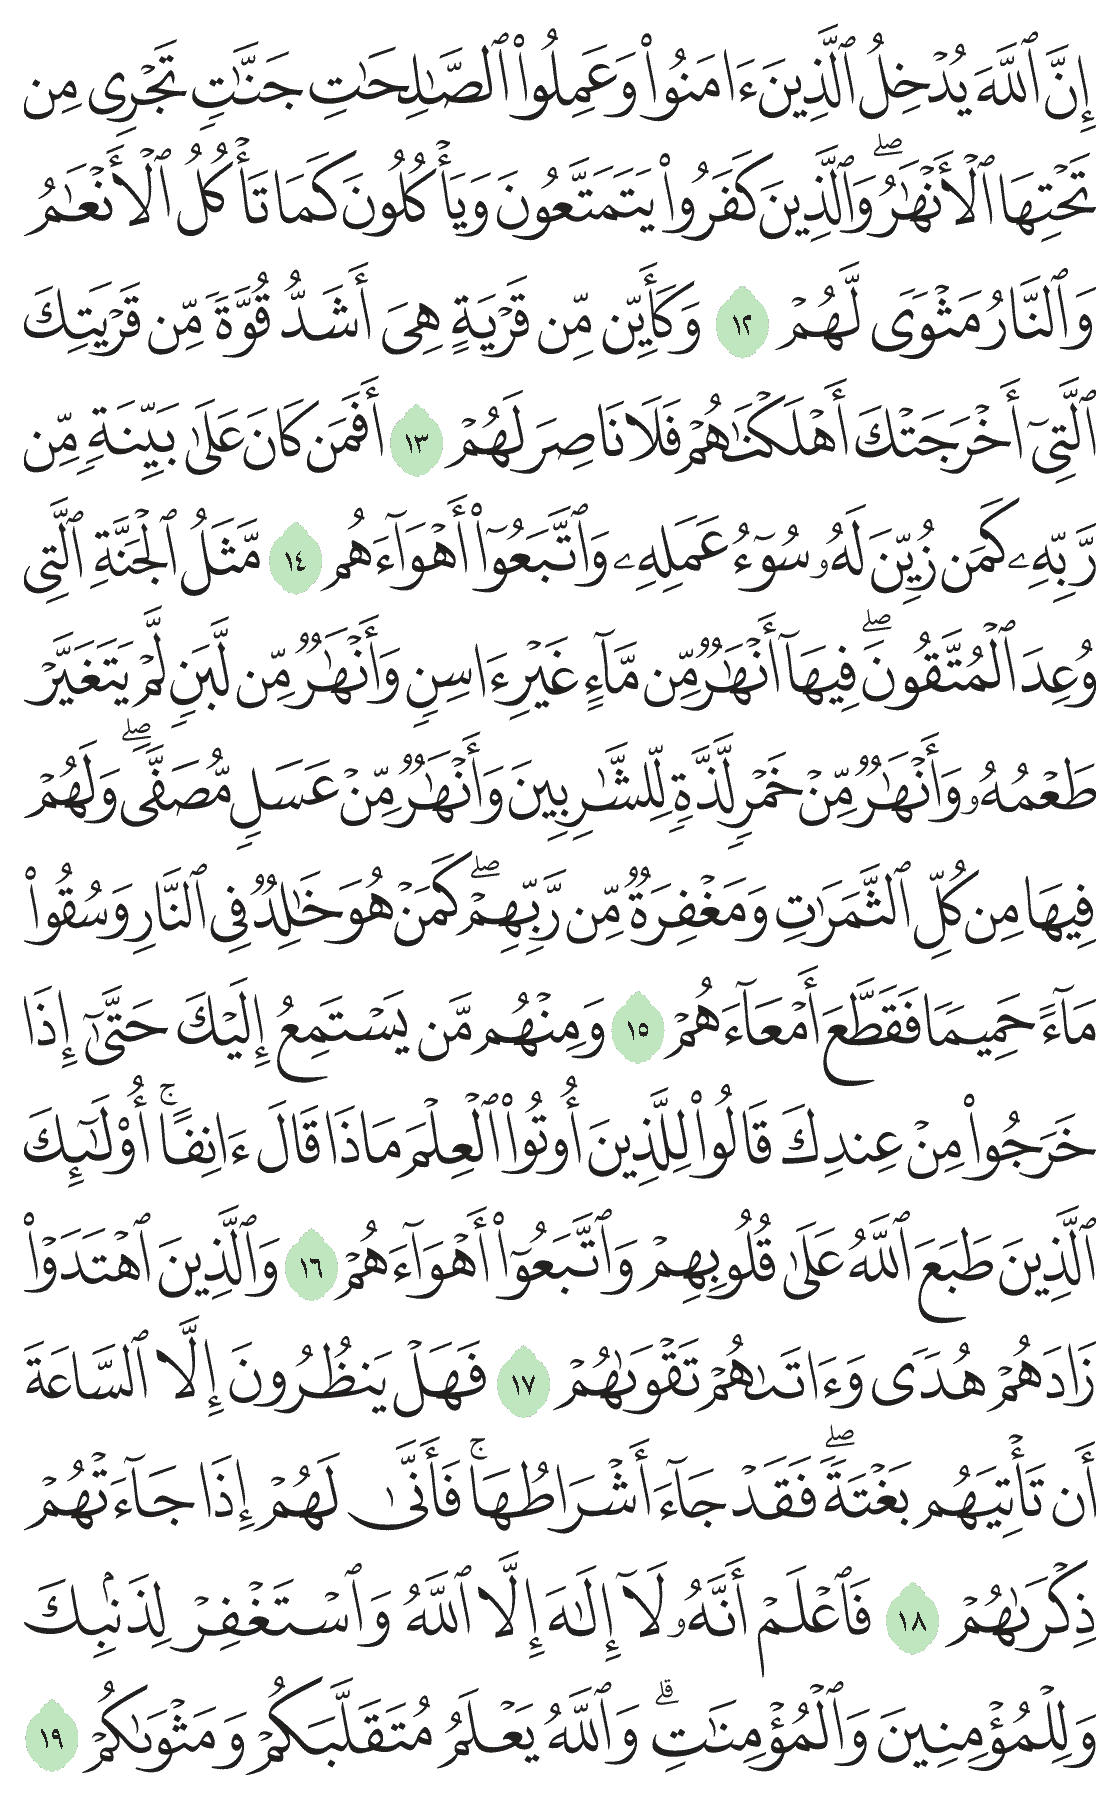 إِنَّ ٱللَّهَ يُدْخِلُ ٱلَّذِينَ ءَامَنُوا۟ وَعَمِلُوا۟ ٱلصَّـٰلِحَـٰتِ جَنَّـٰتٍ تَجْرِى مِن
تَحْتِهَا ٱلْأَنْهَـٰرُ ۖ وَٱلَّذِينَ كَفَرُوا۟ يَتَمَتَّعُونَ وَيَأْكُلُونَ كَمَا تَأْكُلُ ٱلْأَنْعَـٰمُ
وَٱلنَّارُ مَثْوًى لَّهُمْ ١٢ وَكَأَيِّن مِّن قَرْيَةٍ هِىَ أَشَدُّ قُوَّةً مِّن قَرْيَتِكَ
ٱلَّتِىٓ أَخْرَجَتْكَ أَهْلَكْنَـٰهُمْ فَلَا نَاصِرَ لَهُمْ ١٣ أَفَمَن كَانَ عَلَىٰ بَيِّنَةٍ مِّن
رَّبِّهِۦ كَمَن زُيِّنَ لَهُۥ سُوٓءُ عَمَلِهِۦ وَٱتَّبَعُوٓا۟ أَهْوَآءَهُم ١٤ مَّثَلُ ٱلْجَنَّةِ ٱلَّتِى
وُعِدَ ٱلْمُتَّقُونَ ۖ فِيهَآ أَنْهَـٰرٌ مِّن مَّآءٍ غَيْرِ ءَاسِنٍ وَأَنْهَـٰرٌ مِّن لَّبَنٍ لَّمْ يَتَغَيَّرْ
طَعْمُهُۥ وَأَنْهَـٰرٌ مِّنْ خَمْرٍ لَّذَّةٍ لِّلشَّـٰرِبِينَ وَأَنْهَـٰرٌ مِّنْ عَسَلٍ مُّصَفًّى ۖ وَلَهُمْ
فِيهَا مِن كُلِّ ٱلثَّمَرَٰتِ وَمَغْفِرَةٌ مِّن رَّبِّهِمْ ۖ كَمَنْ هُوَ خَـٰلِدٌ فِى ٱلنَّارِ وَسُقُوا۟
مَآءً حَمِيمًا فَقَطَّعَ أَمْعَآءَهُمْ ١٥ وَمِنْهُم مَّن يَسْتَمِعُ إِلَيْكَ حَتَّىٰٓ إِذَا
خَرَجُوا۟ مِنْ عِندِكَ قَالُوا۟ لِلَّذِينَ أُوتُوا۟ ٱلْعِلْمَ مَاذَا قَالَ ءَانِفًا ۚ أُو۟لَـٰٓئِكَ
ٱلَّذِينَ طَبَعَ ٱللَّهُ عَلَىٰ قُلُوبِهِمْ وَٱتَّبَعُوٓا۟ أَهْوَآءَهُمْ ١٦ وَٱلَّذِينَ ٱهْتَدَوْا۟
زَادَهُمْ هُدًى وَءَاتَىٰهُمْ تَقْوَىٰهُمْ ١٧ فَهَلْ يَنظُرُونَ إِلَّا ٱلسَّاعَةَ
أَن تَأْتِيَهُم بَغْتَةً ۖ فَقَدْ جَآءَ أَشْرَاطُهَا ۚ فَأَنَّىٰ لَهُمْ إِذَا جَآءَتْهُمْ
ذِكْرَىٰهُمْ ١٨ فَٱعْلَمْ أَنَّهُۥ لَآ إِلَـٰهَ إِلَّا ٱللَّهُ وَٱسْتَغْفِرْ لِذَنۢبِكَ
وَلِلْمُؤْمِنِينَ وَٱلْمُؤْمِنَـٰتِ ۗ وَٱللَّهُ يَعْلَمُ مُتَقَلَّبَكُمْ وَمَثْوَىٰكُمْ ١٩